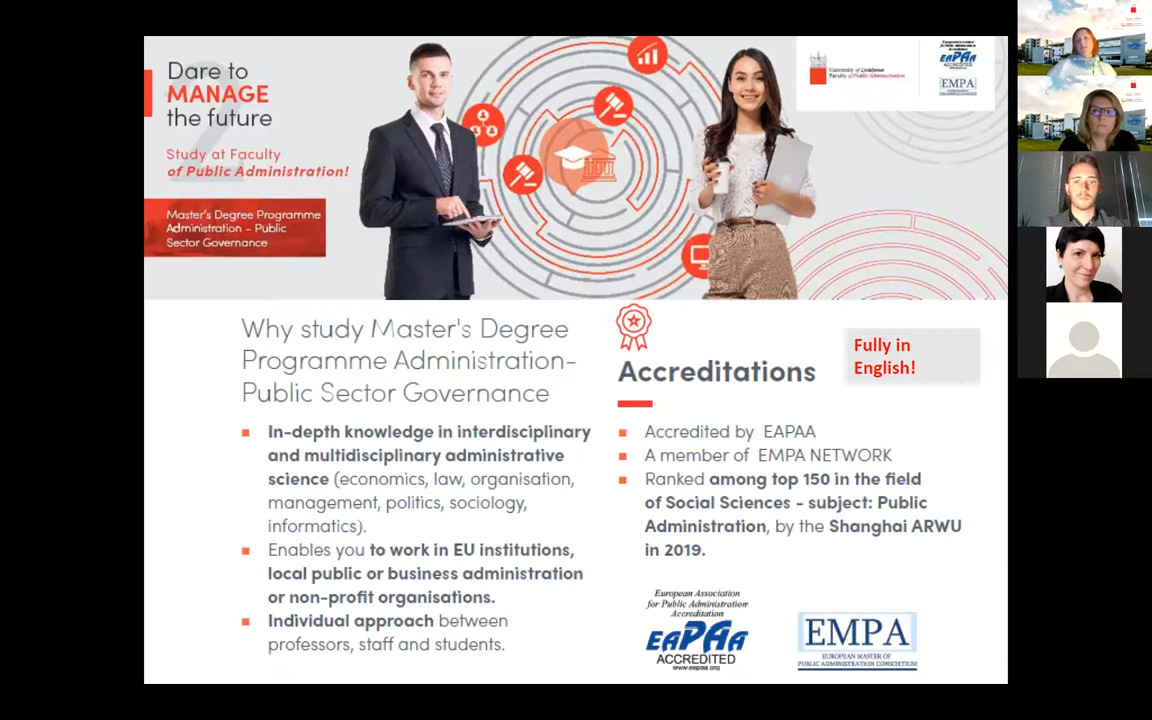 Dare to
MANAGE
the future
Study at Faculty
of Public Administration!
Master's Degree Programme
Administration – Public
Sector Governance
University of Ljubljana
Faculty of Public Administration
EAPAA
ACCREDITED
EMPA
Why study Master's Degree
Programme Administration-
Public Sector Governance
In-depth knowledge in interdisciplinary
and multidisciplinary administrative
science (economics, law, organisation,
management, politics, sociology,
informatics).
Enables you to work in EU institutions,
local public or business administration
or non-profit organisations.
Individual approach between
professors, staff and students.
Accreditations
Fully in
English!
Accredited by EAPAA
A member of EMPA NETWORK
Ranked among top 150 in the field
of Social Sciences - subject: Public
Administration, by the Shanghai ARWU
in 2019.
European Association
for Public Administration
Accreditation
EAPAA
ACCREDITED
www.eapaa.org
EMPA
EUROPEAN MASTER OF
PUBLIC ADMINISTRATION CONSORTIUM